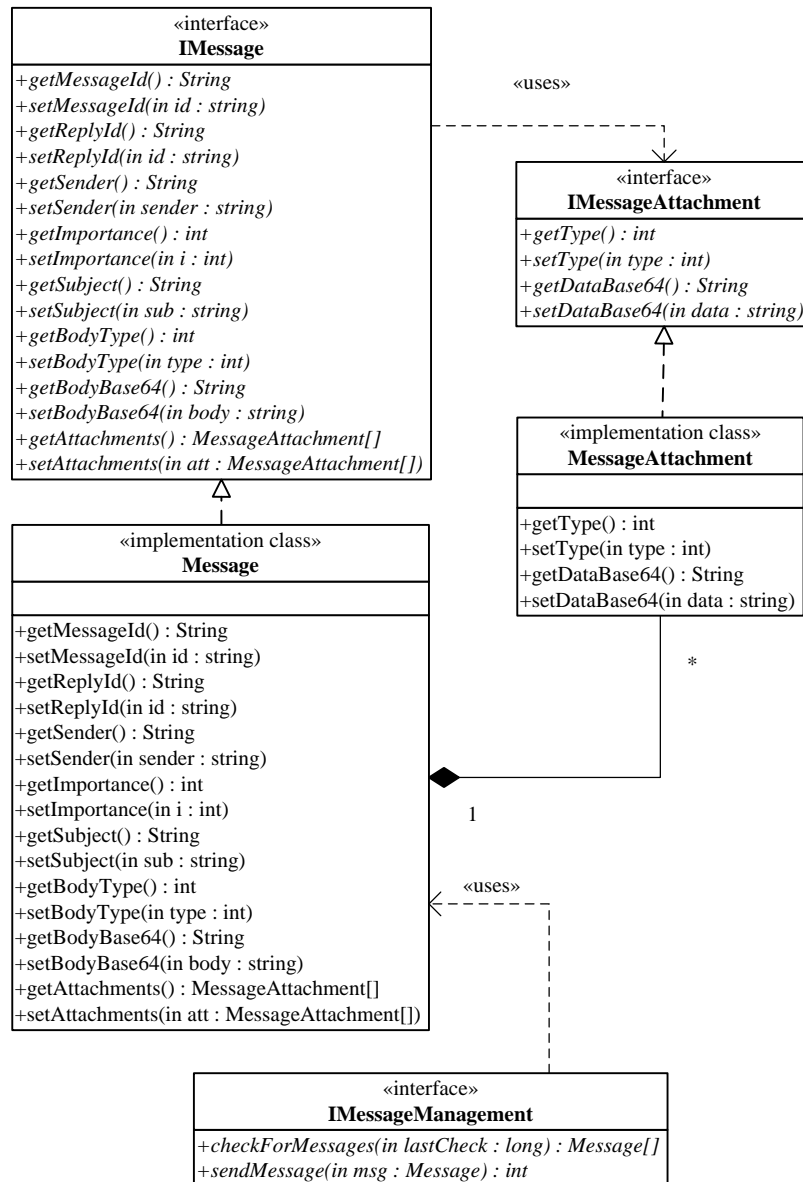 «interface»
IMessage
+getMessageId() : String
+setMessageId(in id : string)
+getReplyId() : String
+setReplyId(in id : string)
+getSender() : String
+setSender(in sender : string)
+getImportance() : int
+setImportance(in i : int)
+getSubject() : String
+setSubject(in sub : string)
+getBodyType() : int
+setBodyType(in type : int)
+getBodyBase64() : String
+setBodyBase64(in body : string)
+getAttachments() : MessageAttachment[]
+setAttachments(in att : MessageAttachment[])
«uses»
«interface»
IMessageAttachment
+getType() : int
+setType(in type : int)
+getDataBase64() : String
+setDataBase64(in data : string)
«implementation class»
MessageAttachment
+getType() : int
+setType(in type : int)
+getDataBase64() : String
+setDataBase64(in data : string)
«implementation class»
Message
+getMessageId() : String
+setMessageId(in id : string)
+getReplyId() : String
+setReplyId(in id : string)
+getSender() : String
+setSender(in sender : string)
+getImportance() : int
+setImportance(in i : int)
+getSubject() : String
+setSubject(in sub : string)
+getBodyType() : int
+setBodyType(in type : int)
+getBodyBase64() : String
+setBodyBase64(in body : string)
+getAttachments() : MessageAttachment[]
+setAttachments(in att : MessageAttachment[])
*
1
«uses»
«interface»
IMessageManagement
+checkForMessages(in lastCheck : long) : Message[]
+sendMessage(in msg : Message) : int